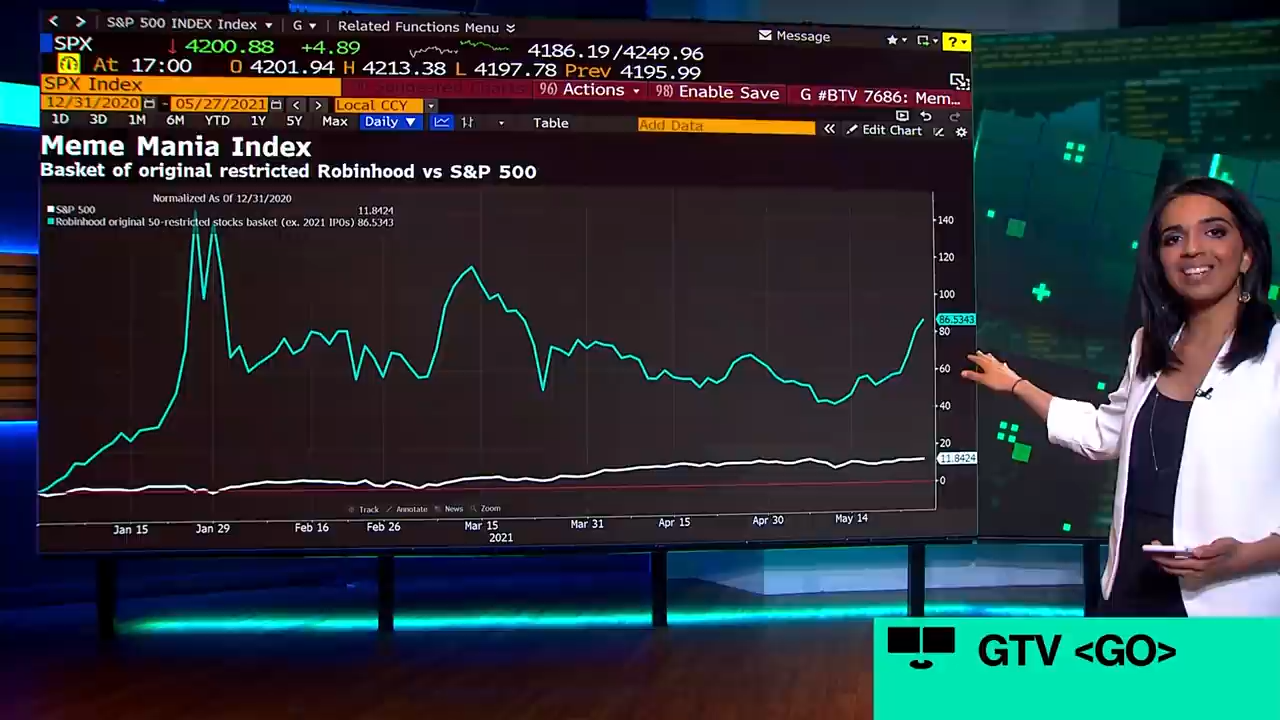 < > S&P 500 INDEX Index ▾ G ▾ Related Functions Menu
Message
SPX ↓ 4200.88 +4.89 4186.19/4249.96
At 17:00 O 4201.94 H 4213.38 L 4197.78 Prev 4195.99
SPX Index 96) Actions 98) Enable Save G #BTV 7686: Mem...
12/31/2020 - 05/27/2021 < > Local CCY
1D 3D 1M 6M YTD 1Y 5Y Max Daily ▼ Table Add Data « Edit Chart
Meme Mania Index
Basket of original restricted Robinhood vs S&P 500
Normalized As Of 12/31/2020
S&P 500 11.8424
Robinhood original 50-restricted stocks basket (ex. 2021 IPOs) 86.5343
140
120
100
86.5343
80
60
40
20
11.8424
0
Track Annotate News Zoom
Jan 15 Jan 29 Feb 16 Feb 26 Mar 15 Mar 31 Apr 15 Apr 30 May 14
2021
GTV <GO>